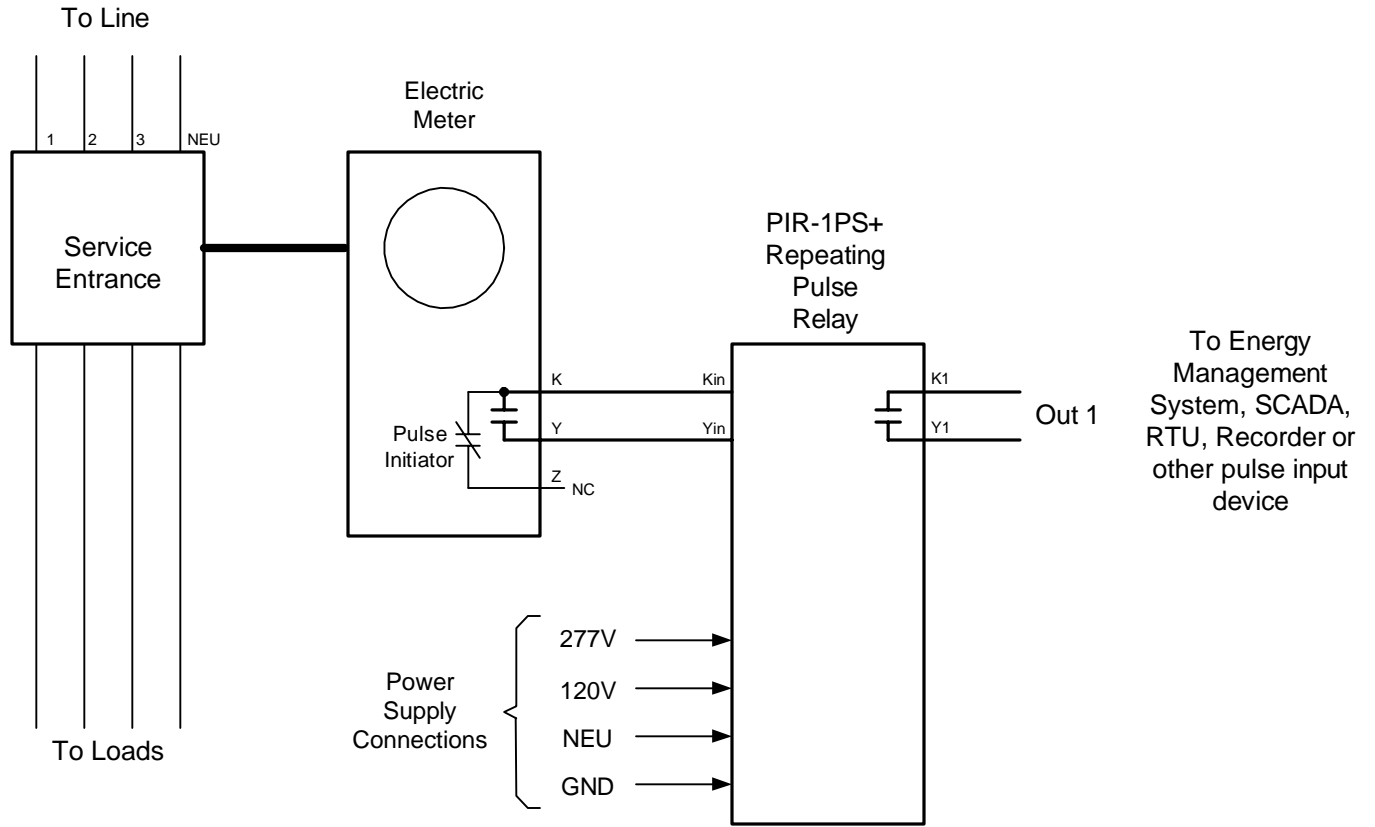 To Line
1
2
3
NEU
Service
Entrance
To Loads
Electric
Meter
Pulse
Initiator
K
Y
Z
NC
Kin
Yin
PIR-1PS+
Repeating
Pulse
Relay
K1
Y1
Out 1
To Energy
Management
System, SCADA,
RTU, Recorder or
other pulse input
device
Power
Supply
Connections
277V
120V
NEU
GND